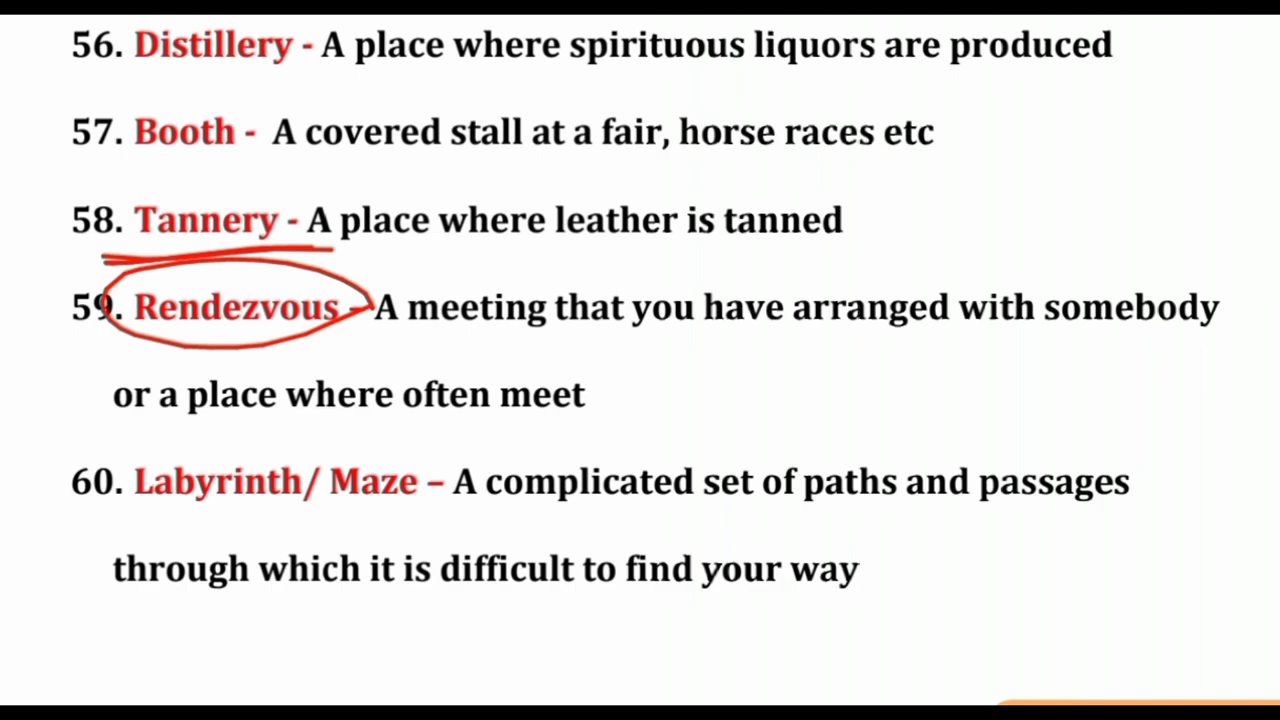 56. Distillery - A place where spirituous liquors are produced
57. Booth - A covered stall at a fair, horse races etc
58. Tannery - A place where leather is tanned
59. Rendezvous - A meeting that you have arranged with somebody
or a place where often meet
60. Labyrinth/ Maze – A complicated set of paths and passages
through which it is difficult to find your way